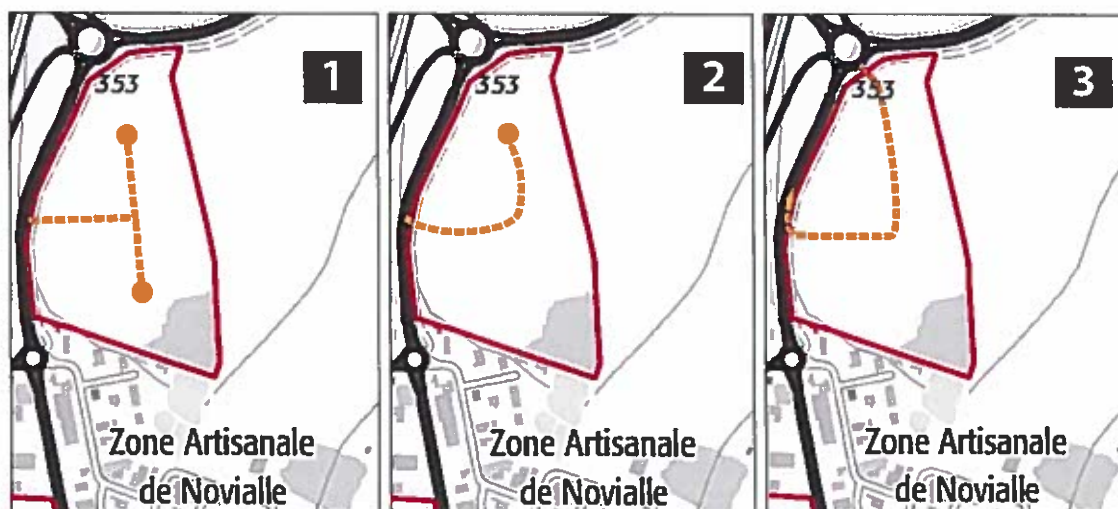 1
353
Zone Artisanale
de Novialle
2
353
Zone Artisanale
de Novialle
3
353
Zone Artisanale
de Novialle